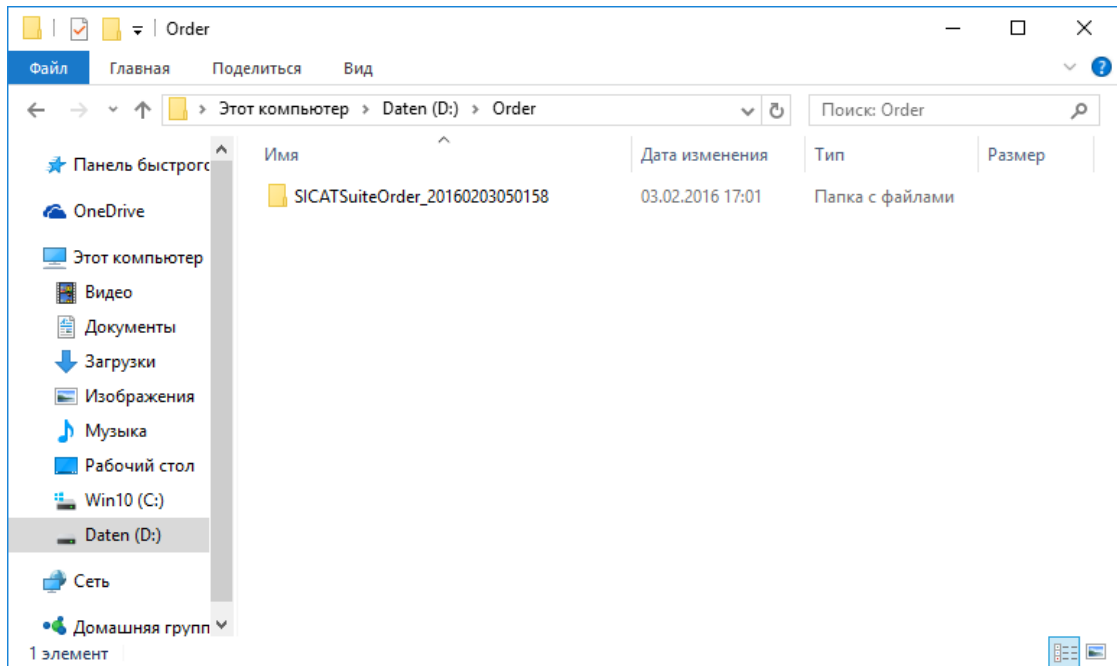 Order
Файл Главная Поделиться Вид
Этот компьютер Daten (D:) Order Поиск: Order
Имя Дата изменения Тип Размер
SICATSuiteOrder_20160203050158 03.02.2016 17:01 Папка с файлами
Панель быстрого
OneDrive
Этот компьютер
Видео
Документы
Загрузки
Изображения
Музыка
Рабочий стол
Win10 (C:)
Daten (D:)
Сеть
Домашняя групп
1 элемент